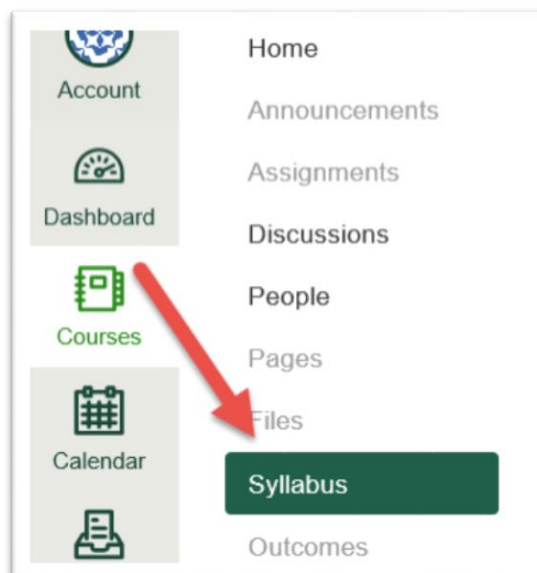 Account
Dashboard
Courses
Calendar
Home
Announcements
Assignments
Discussions
People
Pages
Files
Syllabus
Outcomes